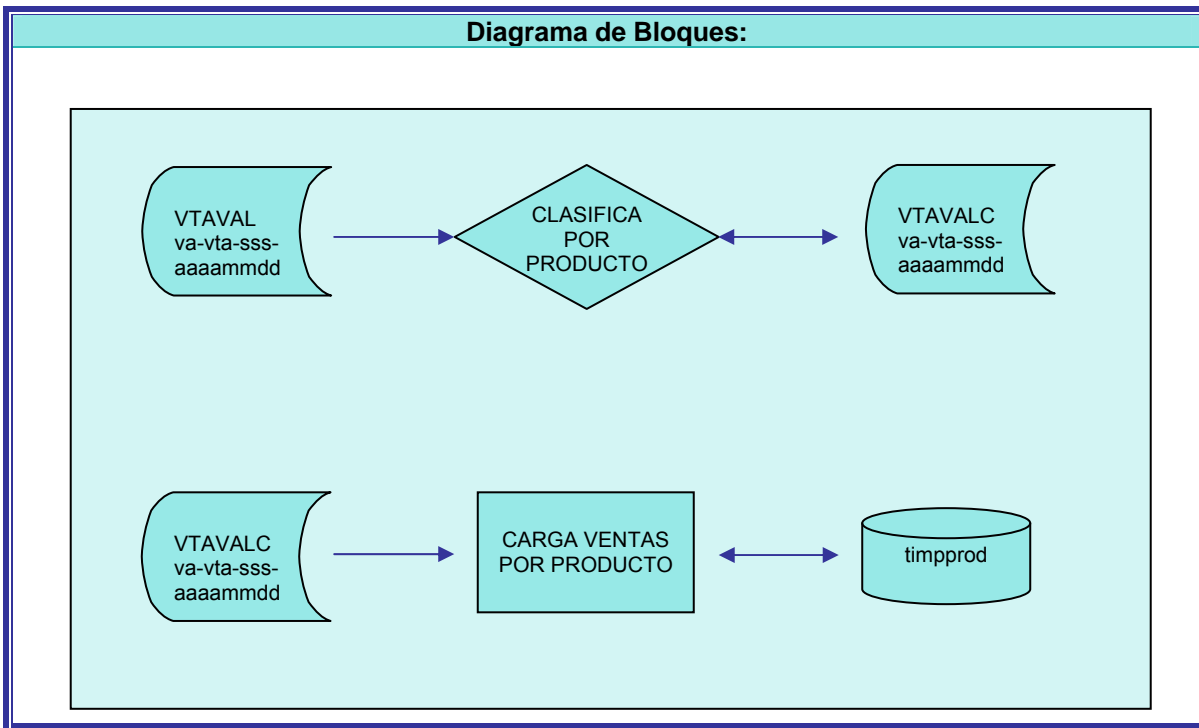 Diagrama de Bloques:
VTAVAL
va-vta-sss-
aaaammdd
CLASIFICA
POR
PRODUCTO
VTAVALC
va-vta-sss-
aaaammdd
VTAVALC
va-vta-sss-
aaaammdd
CARGA VENTAS
POR PRODUCTO
timpprod